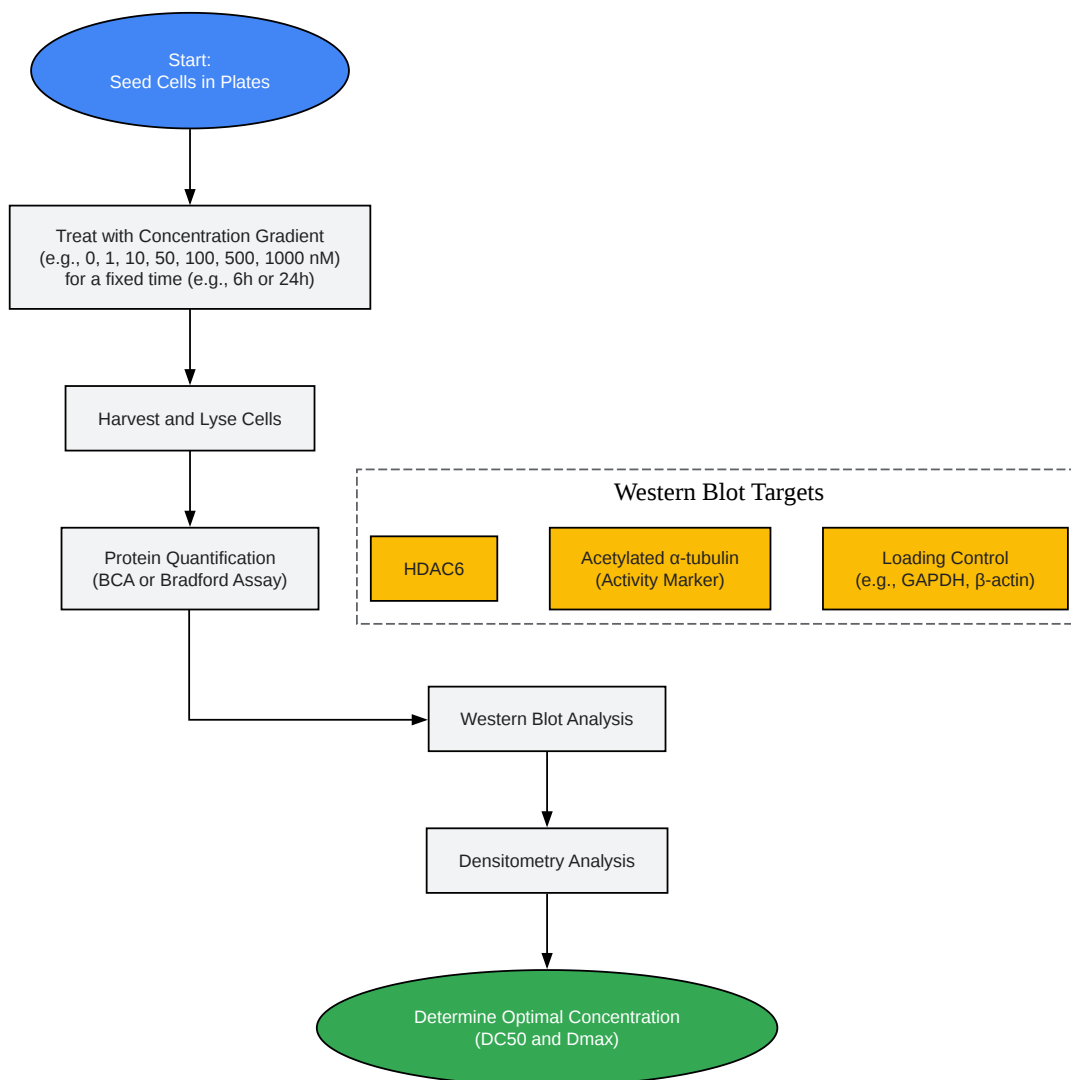 Start:
Seed Cells in Plates
Treat with Concentration Gradient
(e.g., 0, 1, 10, 50, 100, 500, 1000 nM)
for a fixed time (e.g., 6h or 24h)
Harvest and Lyse Cells
Protein Quantification
(BCA or Bradford Assay)
Western Blot Targets
HDAC6
Acetylated α-tubulin
(Activity Marker)
Loading Control
(e.g., GAPDH, β-actin)
Western Blot Analysis
Densitometry Analysis
Determine Optimal Concentration
(DC50 and Dmax)